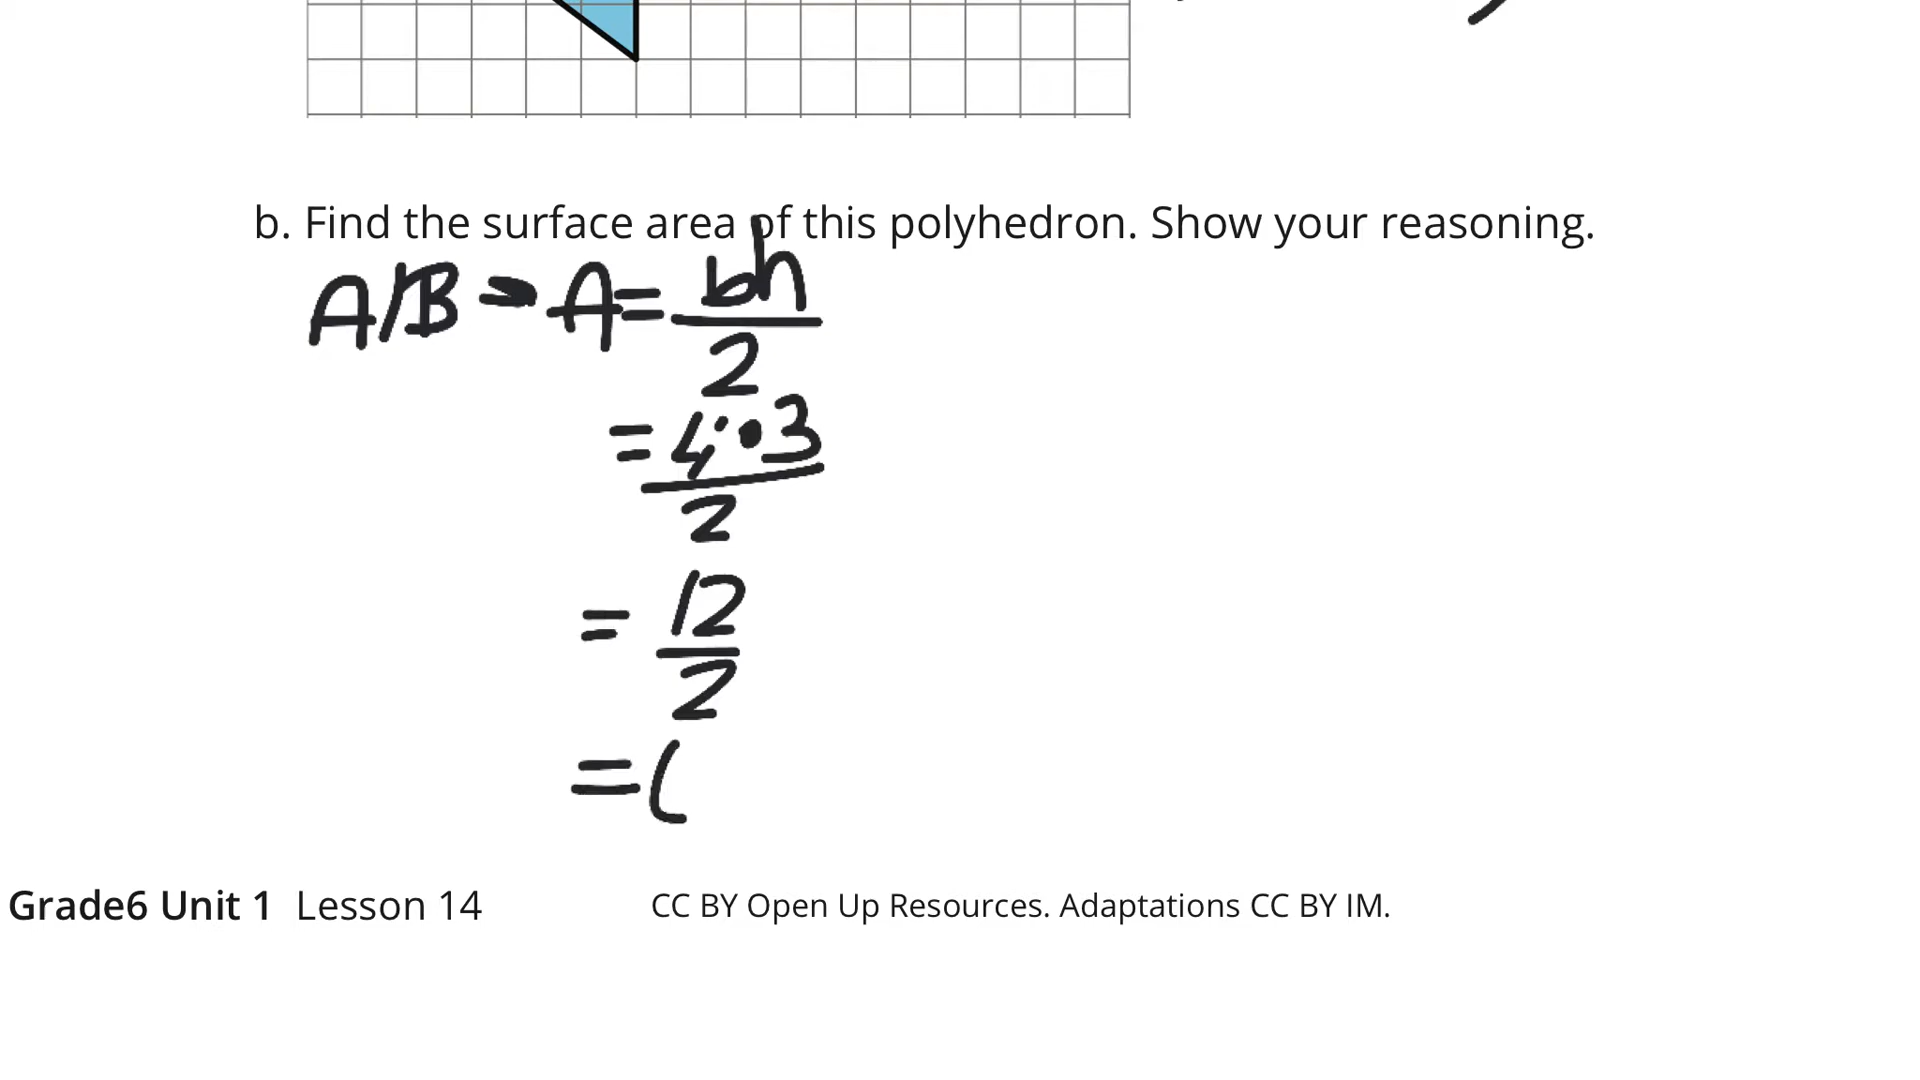 b. Find the surface area of this polyhedron. Show your reasoning.
A/B → A = bh
2
= 4 · 3
2
= 12
2
= (
Grade6 Unit 1 Lesson 14
CC BY Open Up Resources. Adaptations CC BY IM.